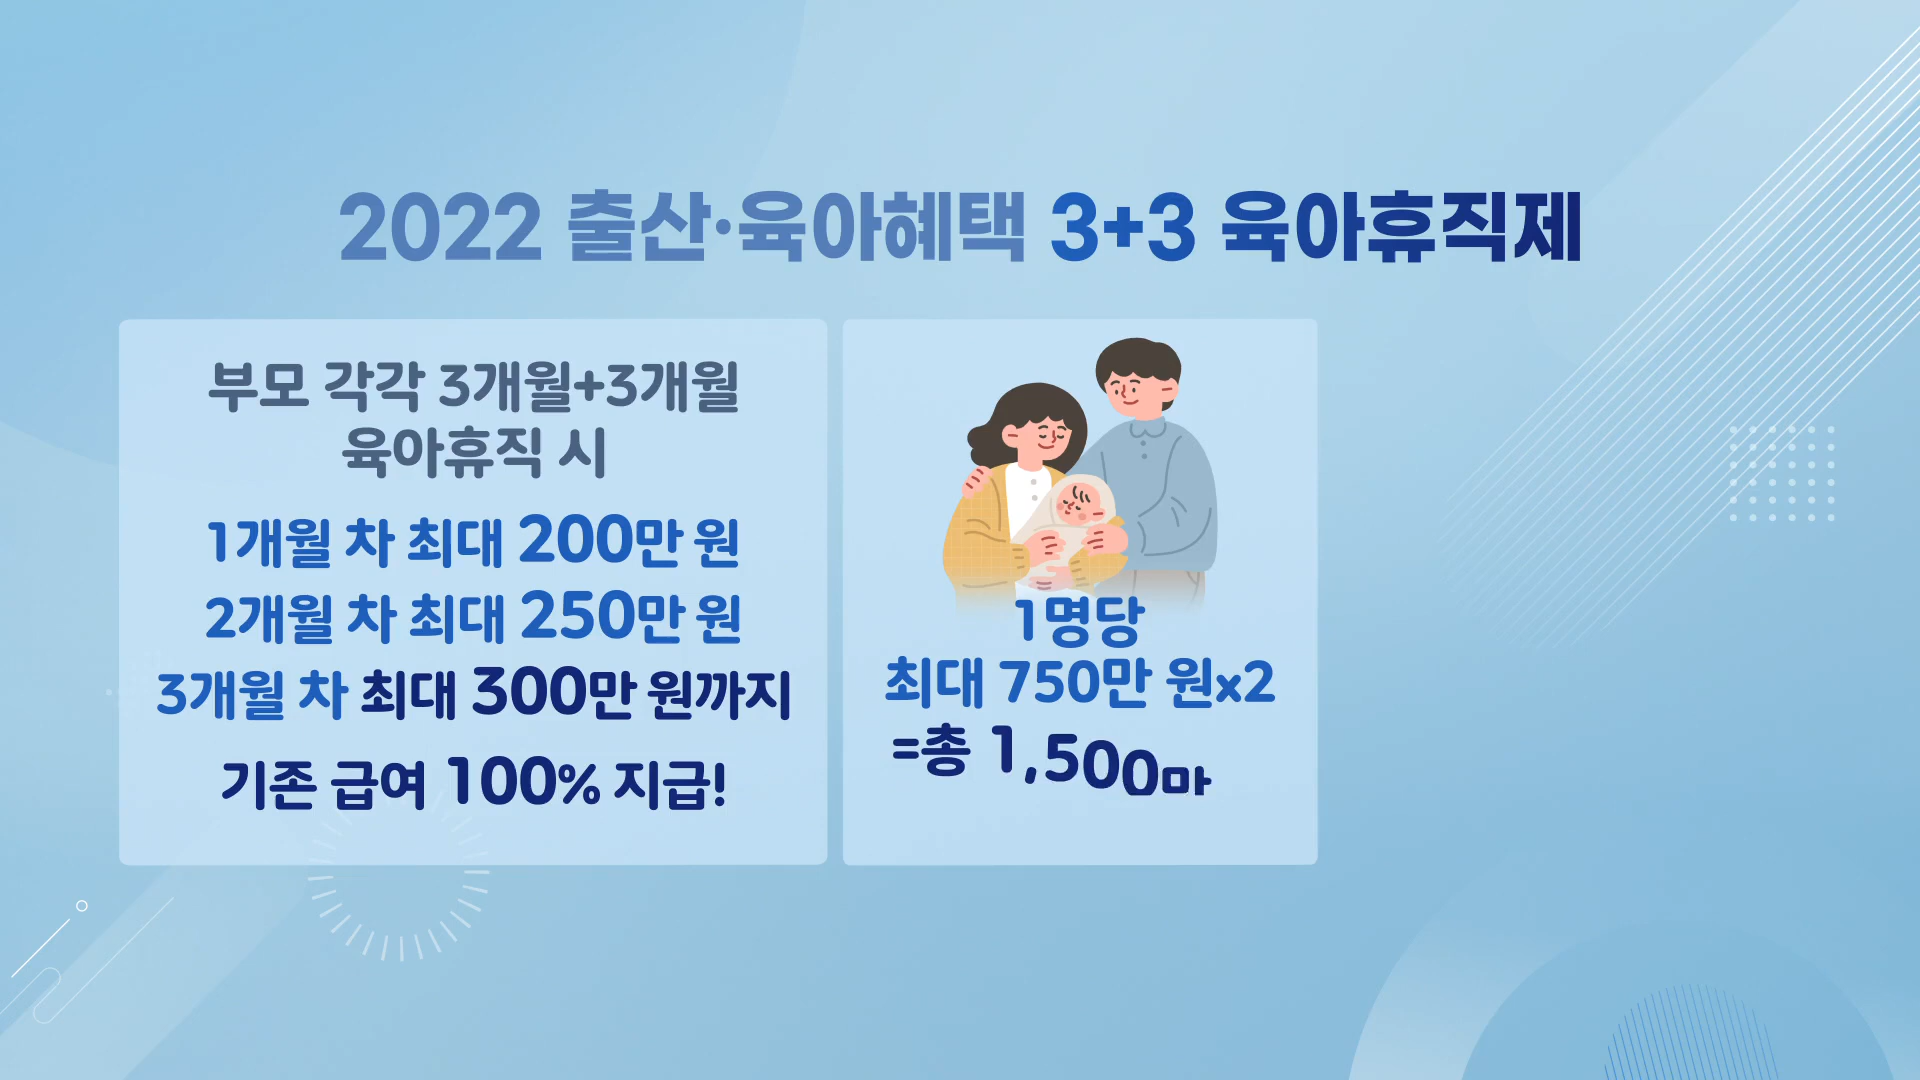 2022 출산·육아혜택 3+3 육아휴직제
부모 각각 3개월+3개월
육아휴직 시
1개월 차 최대 200만 원
2개월 차 최대 250만 원
3개월 차 최대 300만 원까지
기존 급여 100% 지급!
1명당
최대 750만 원x2
=총 1,500만